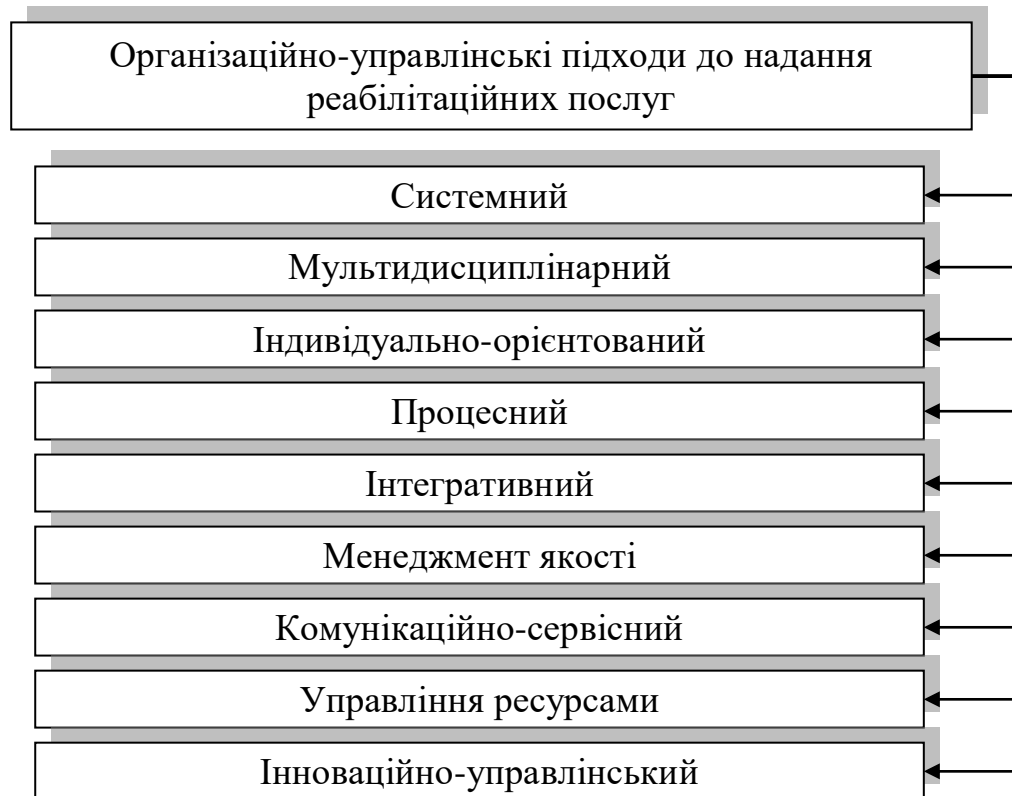 Організаційно-управлінські підходи до надання
реабілітаційних послуг
Системний
Мультидисциплінарний
Індивідуально-орієнтований
Процесний
Інтегративний
Менеджмент якості
Комунікаційно-сервісний
Управління ресурсами
Інноваційно-управлінський